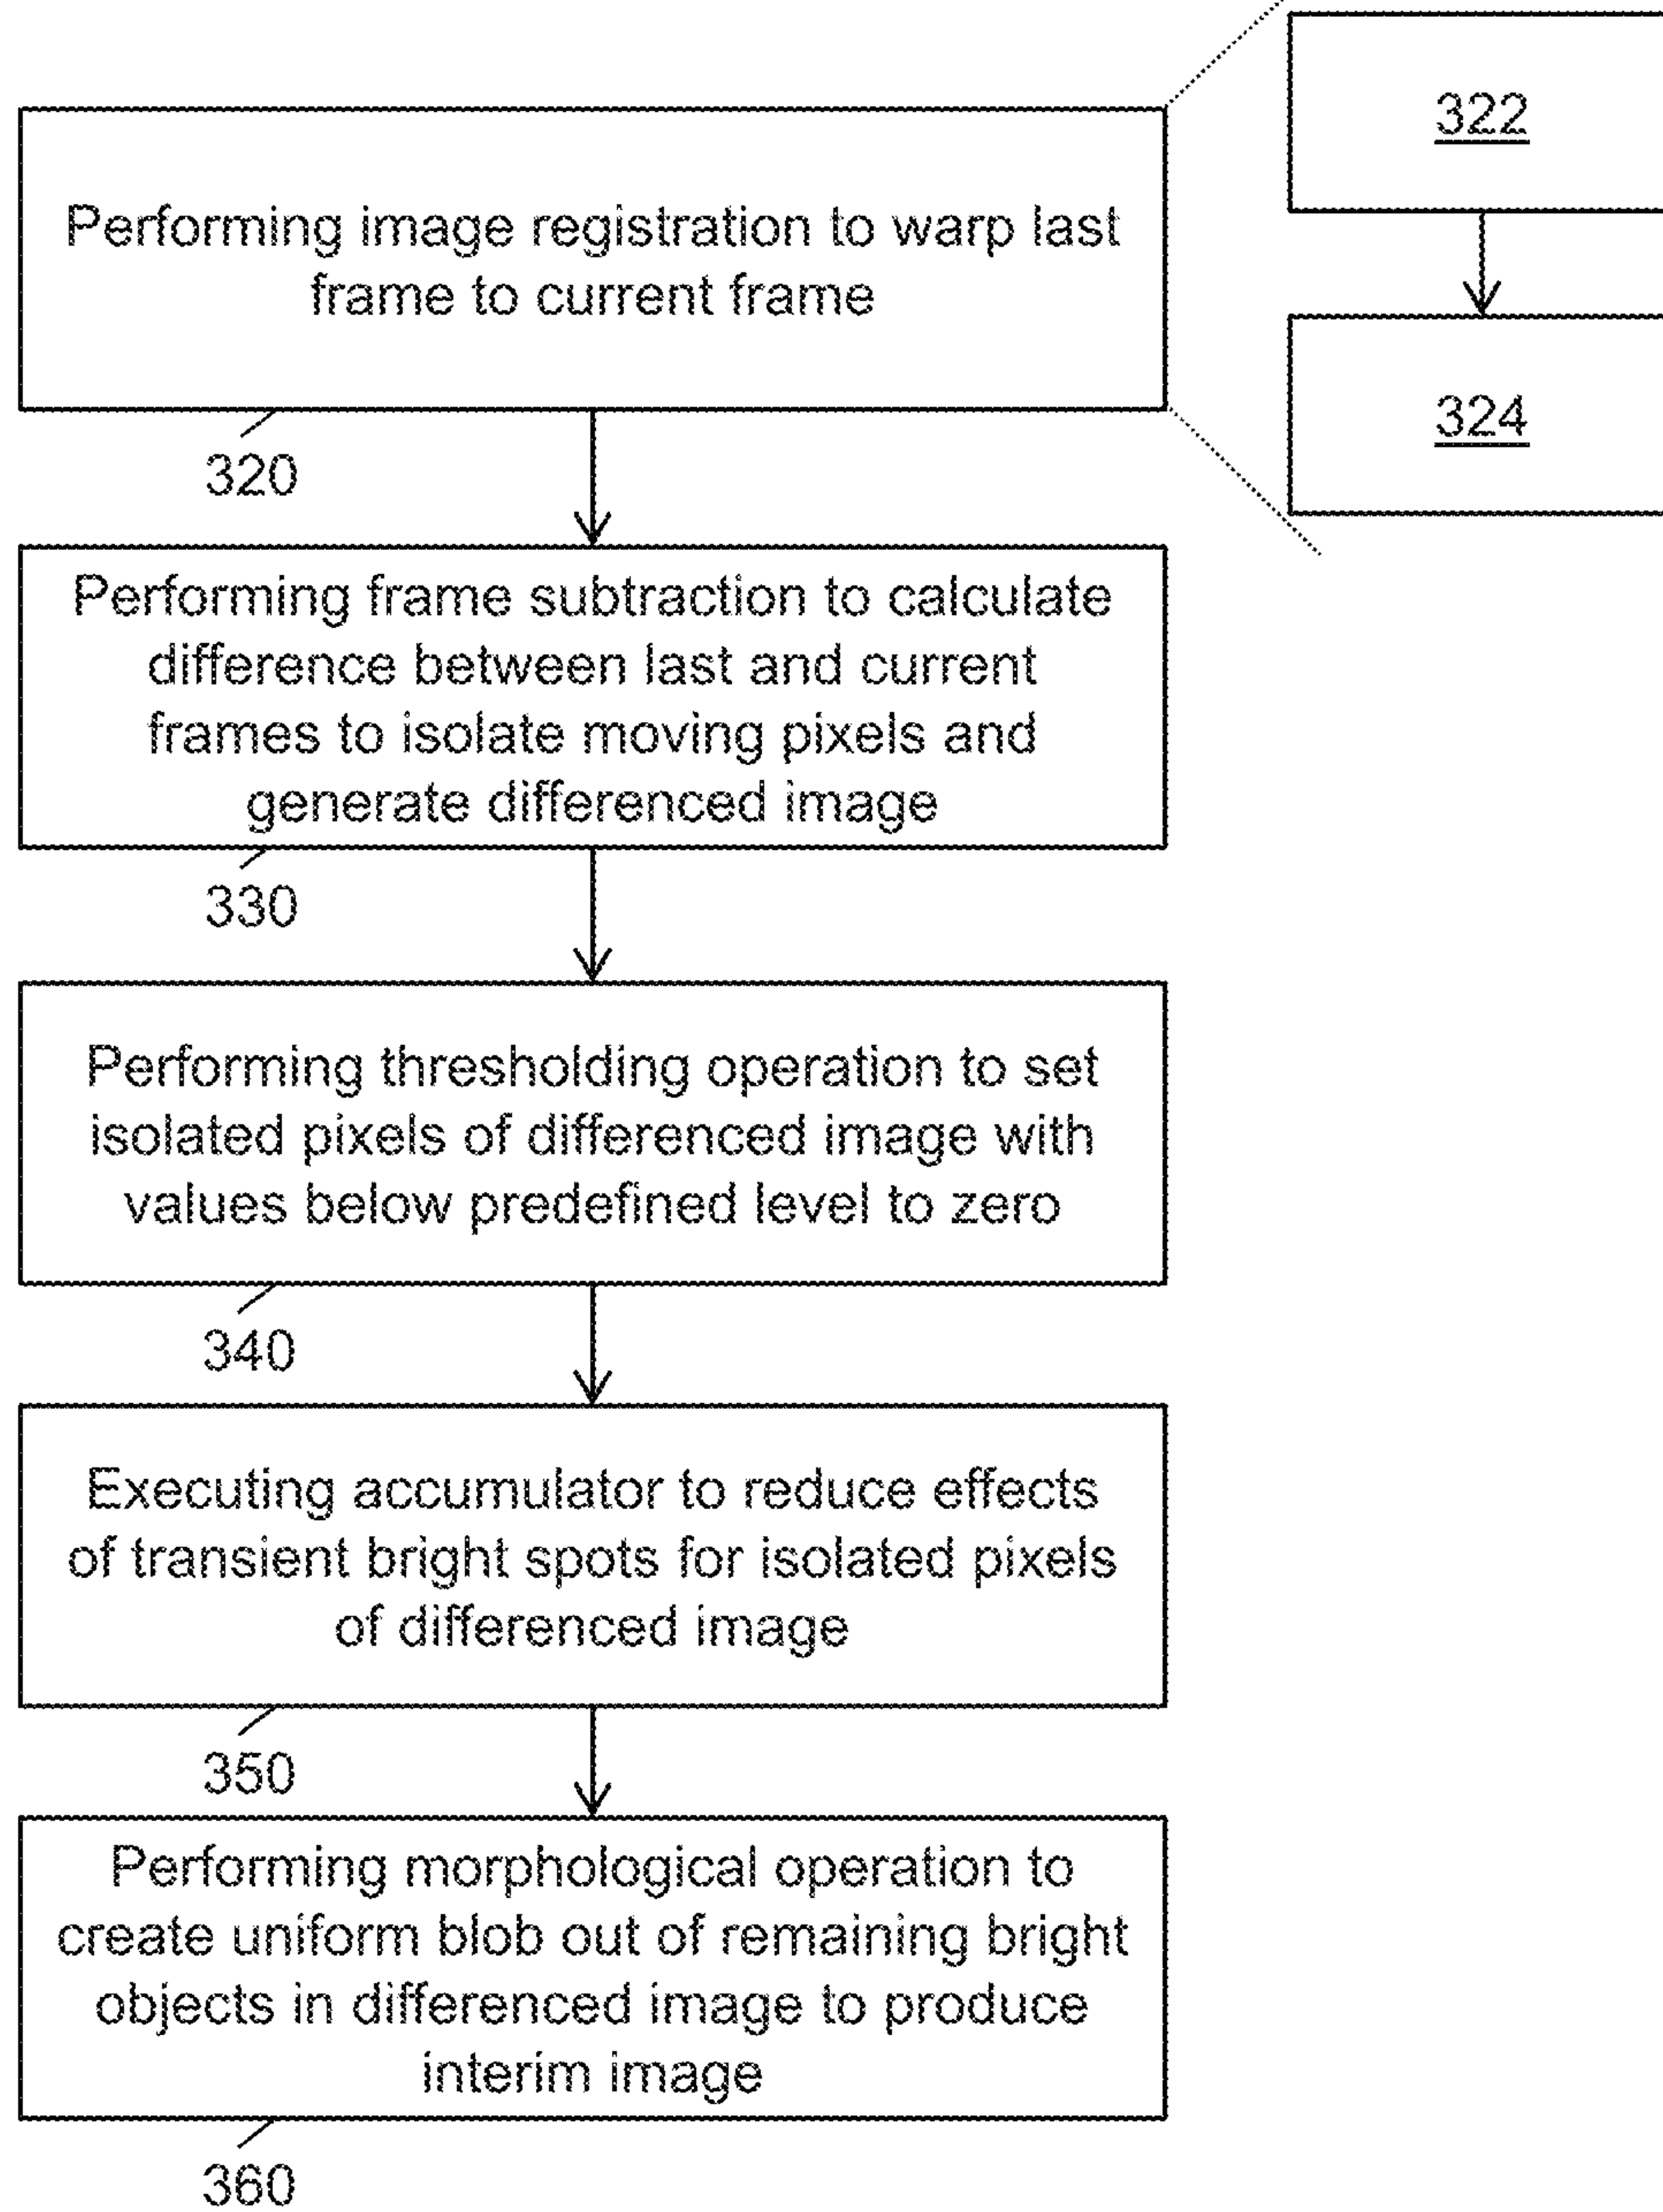 322
Performing image registration to warp last
frame to current frame
324
320
Performing frame subtraction to calculate
difference between last and current
frames to isolate moving pixels and
generate differenced image
330
Performing thresholding operation to set
isolated pixels of differenced image with
values below predefined level to zero
340
Executing accumulator to reduce effects
of transient bright spots for isolated pixels
of differenced image
350
Performing morphological operation to
create uniform blob out of remaining bright
objects in differenced image to produce
interim image
360